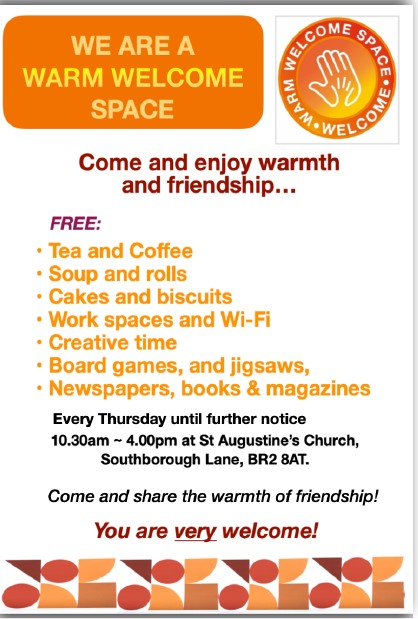 WE ARE A
WARM WELCOME
SPACE
WARM WELCOME SPACE • WELCOME •
Come and enjoy warmth
and friendship...
FREE:
• Tea and Coffee
• Soup and rolls
• Cakes and biscuits
• Work spaces and Wi-Fi
• Creative time
• Board games, and jigsaws,
• Newspapers, books & magazines
Every Thursday until further notice
10.30am ~ 4.00pm at St Augustine's Church,
Southborough Lane, BR2 8AT.
Come and share the warmth of friendship!
You are very welcome!